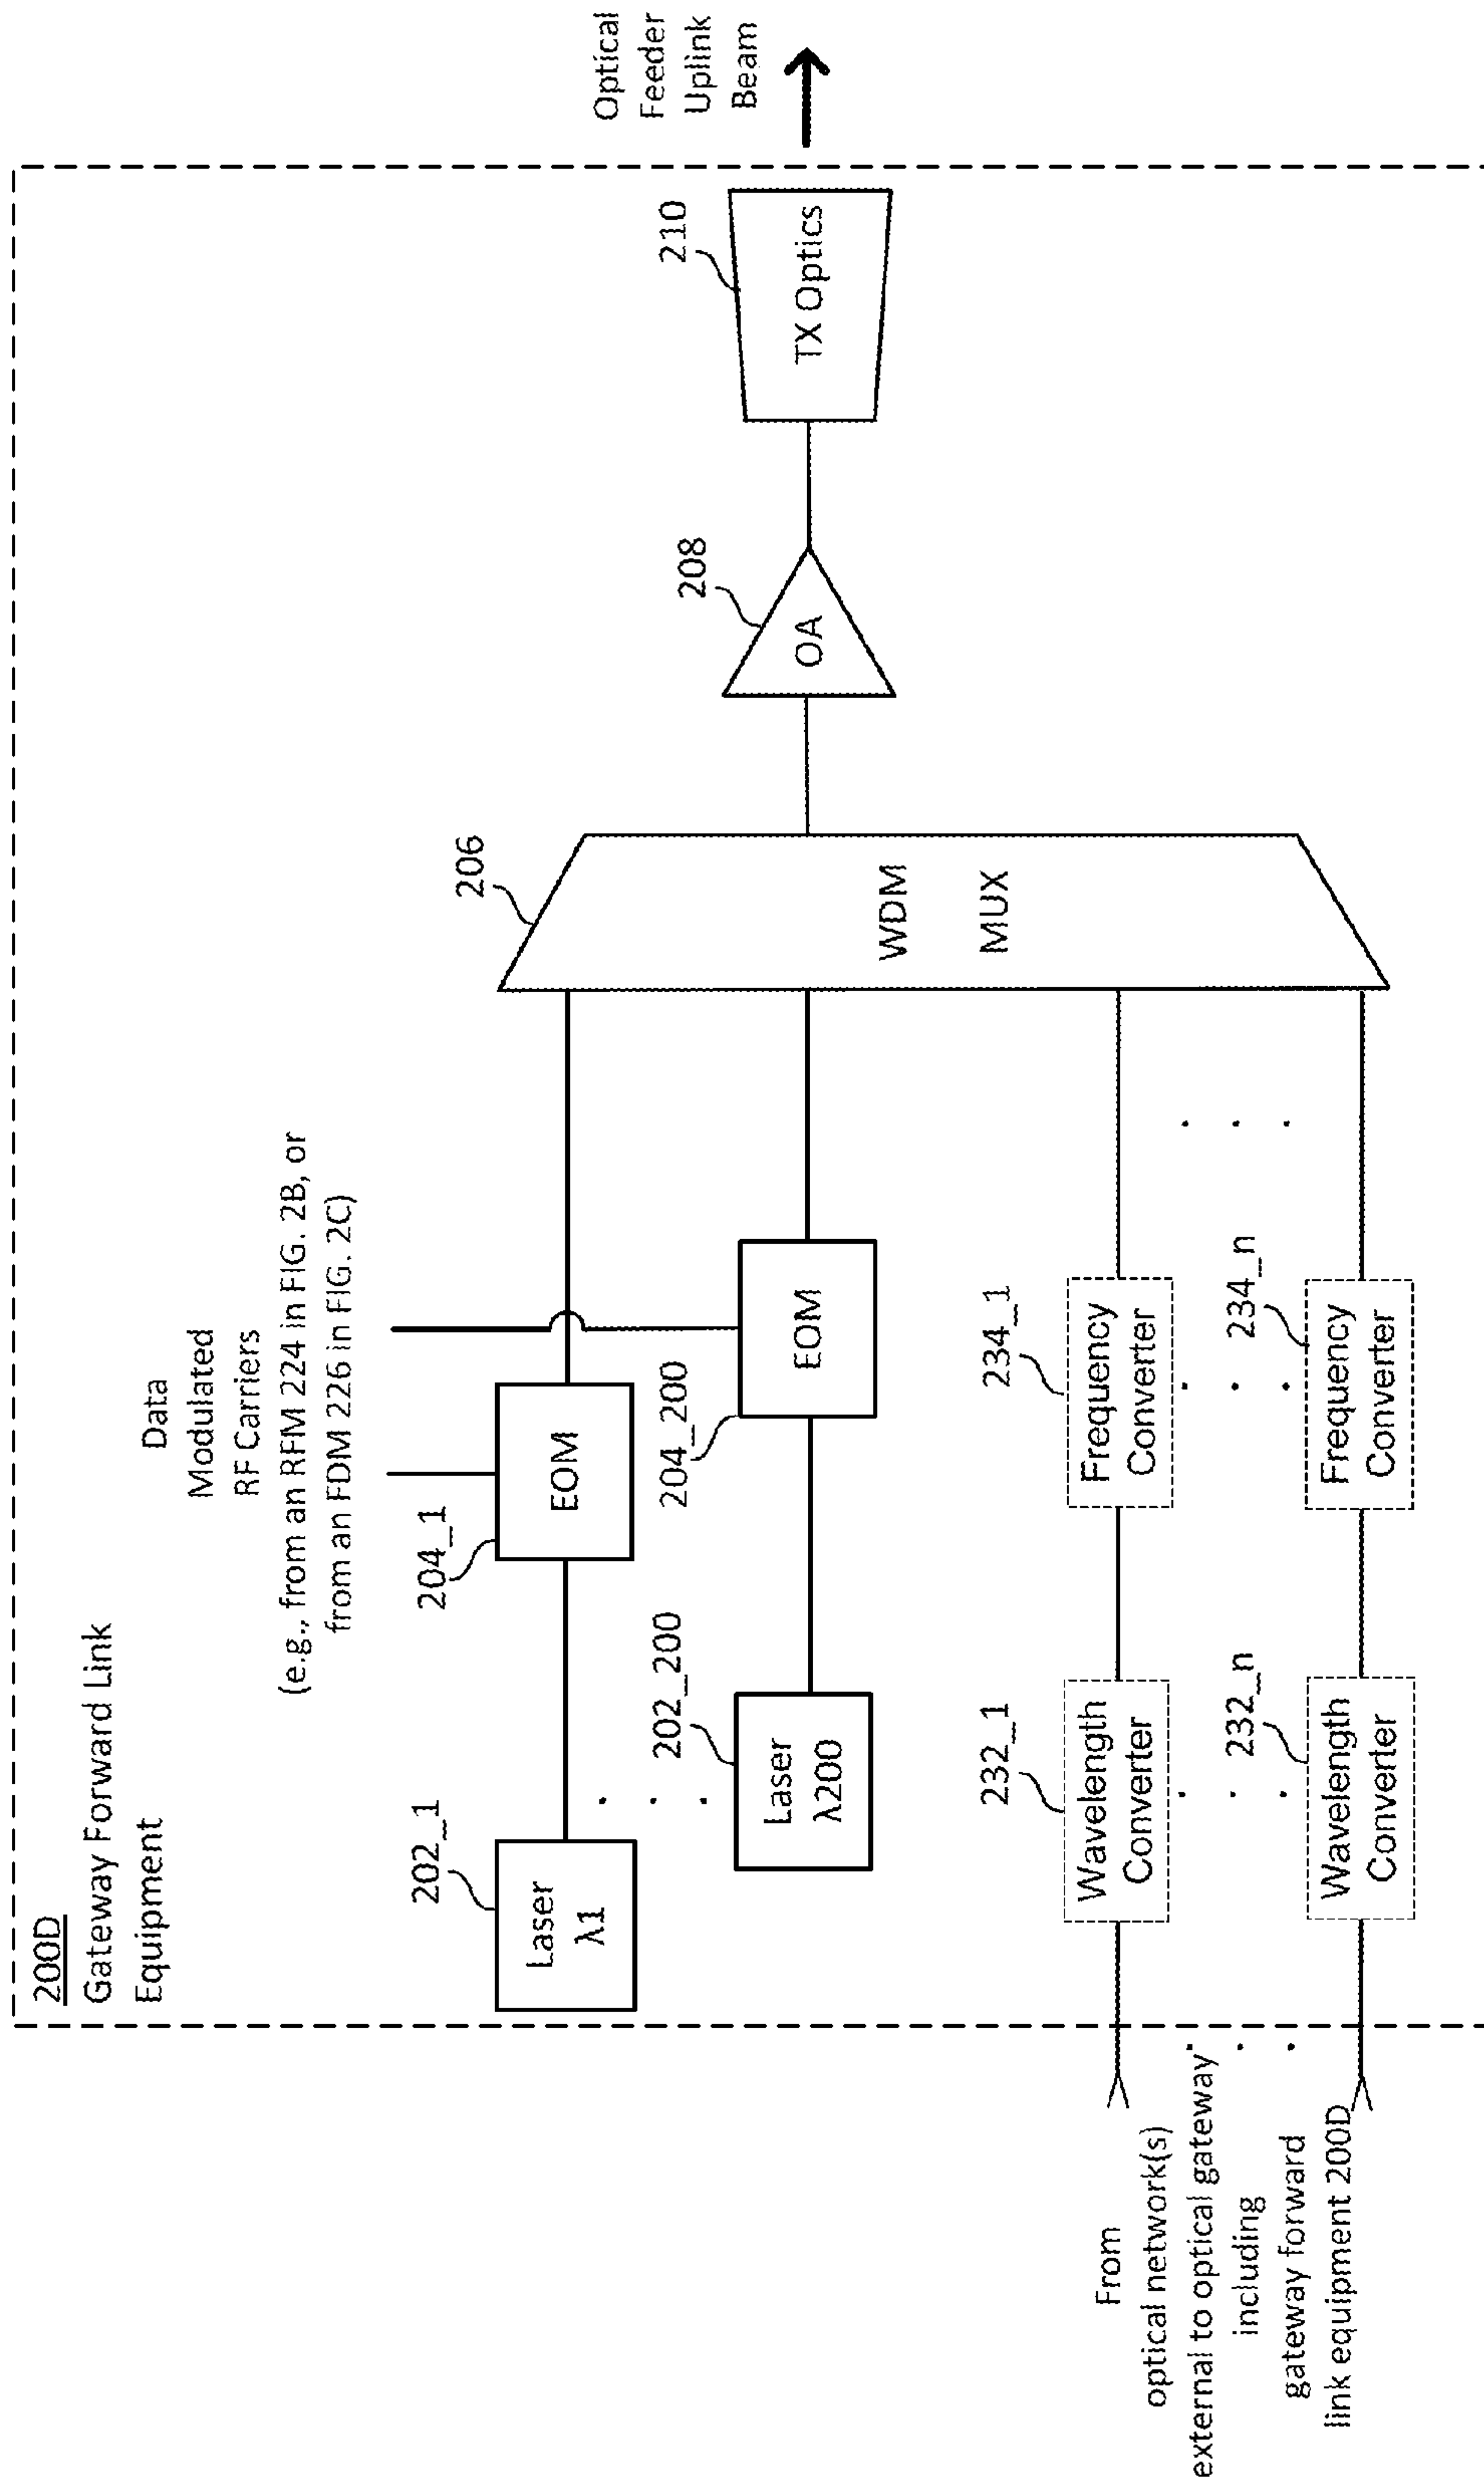 200D
Gateway Forward Link
Equipment
Data
Modulated
RF Carriers
(e.g., from an RFM 224 in FIG. 2B, or
from an FDM 226 in FIG. 2C)
202_1
Laser
λ1
204_1
EOM
202_200
Laser
λ200
204_200
EOM
206
WDM
MUX
208
OA
210
TX Optics
Optical
Feeder
Uplink
Beam
232_1
Wavelength
Converter
234_1
Frequency
Converter
232_n
Wavelength
Converter
234_n
Frequency
Converter
From
optical network(s)
external to optical gateway
including
gateway forward
link equipment 200D